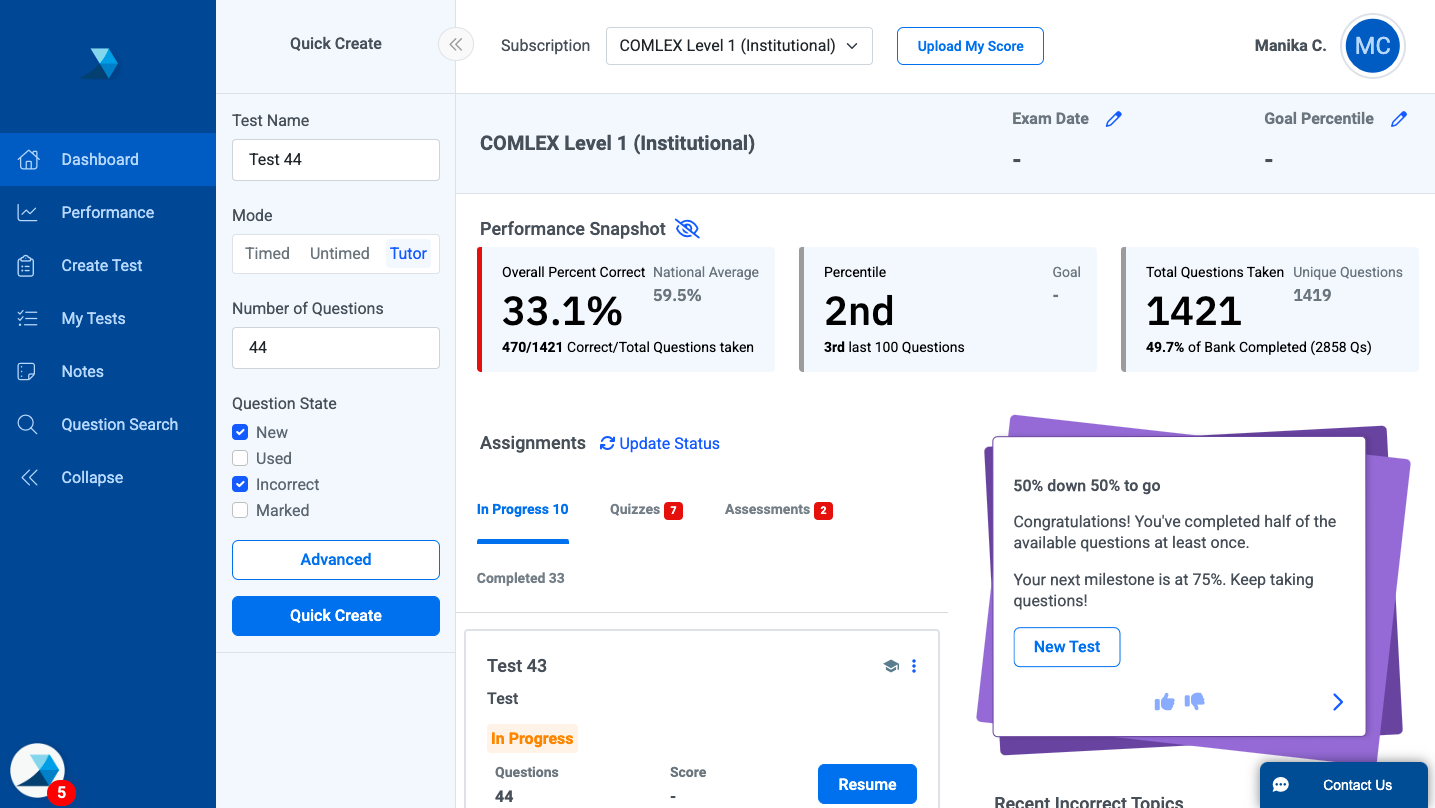 Dashboard
Performance
Create Test
My Tests
Notes
Question Search
Collapse
5
Quick Create
Test Name
Test 44
Mode
Timed Untimed Tutor
Number of Questions
44
Question State
New
Used
Incorrect
Marked
Advanced
Quick Create
Subscription COMLEX Level 1 (Institutional) Upload My Score Manika C. MC
COMLEX Level 1 (Institutional)
Exam Date
-
Goal Percentile
-
Performance Snapshot
Overall Percent Correct National Average
33.1% 59.5%
470/1421 Correct/Total Questions taken
Percentile Goal
2nd -
3rd last 100 Questions
Total Questions Taken Unique Questions
1421 1419
49.7% of Bank Completed (2858 Qs)
Assignments Update Status
In Progress 10 Quizzes 7 Assessments 2
Completed 33
Test 43
Test
In Progress
Questions Score
44 -
Resume
50% down 50% to go
Congratulations! You've completed half of the
available questions at least once.
Your next milestone is at 75%. Keep taking
questions!
New Test
Recent Incorrect Topics
Contact Us